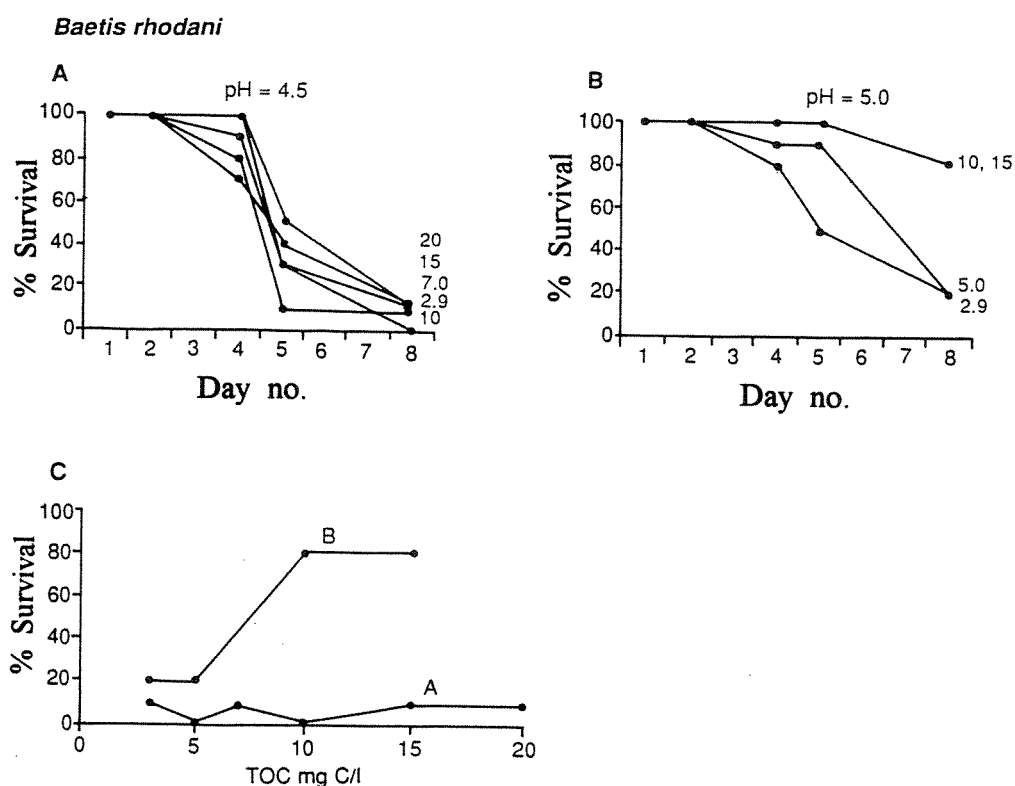 Baetis rhodani
A
pH = 4.5
% Survival
100
80
60
40
20
0
20
15
7.0
2.9
10
1 2 3 4 5 6 7 8
Day no.
B
pH = 5.0
% Survival
100
80
60
40
20
0
10, 15
5.0
2.9
1 2 3 4 5 6 7 8
Day no.
C
% Survival
100
80
60
40
20
0
B
A
0 5 10 15 20
TOC mg C/l